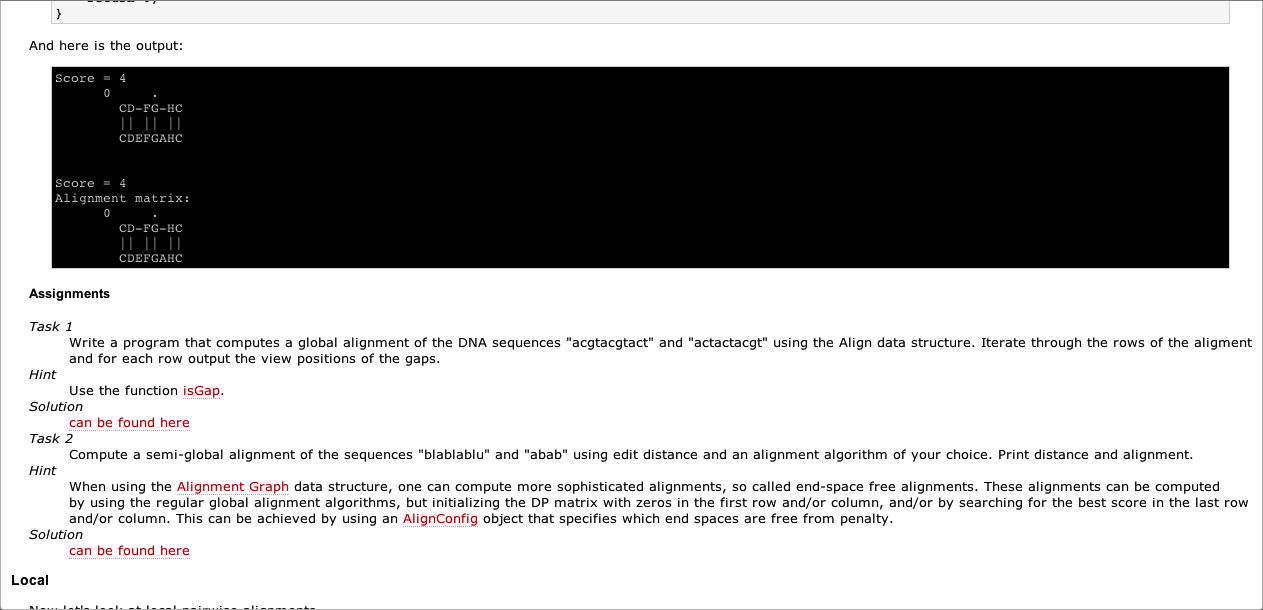 }
And here is the output:
Score = 4
0     .
CD-FG-HC
|| || ||
CDEFGAHC
Score = 4
Alignment matrix:
0     .
CD-FG-HC
|| || ||
CDEFGAHC
Assignments
Task 1
Write a program that computes a global alignment of the DNA sequences "acgtacgtact" and "actactacgt" using the Align data structure. Iterate through the rows of the aligment
and for each row output the view positions of the gaps.
Hint
Use the function isGap.
Solution
can be found here
Task 2
Compute a semi-global alignment of the sequences "blablablu" and "abab" using edit distance and an alignment algorithm of your choice. Print distance and alignment.
Hint
When using the Alignment Graph data structure, one can compute more sophisticated alignments, so called end-space free alignments. These alignments can be computed
by using the regular global alignment algorithms, but initializing the DP matrix with zeros in the first row and/or column, and/or by searching for the best score in the last row
and/or column. This can be achieved by using an AlignConfig object that specifies which end spaces are free from penalty.
Solution
can be found here
Local
Now let's look at local pairwise alignments.